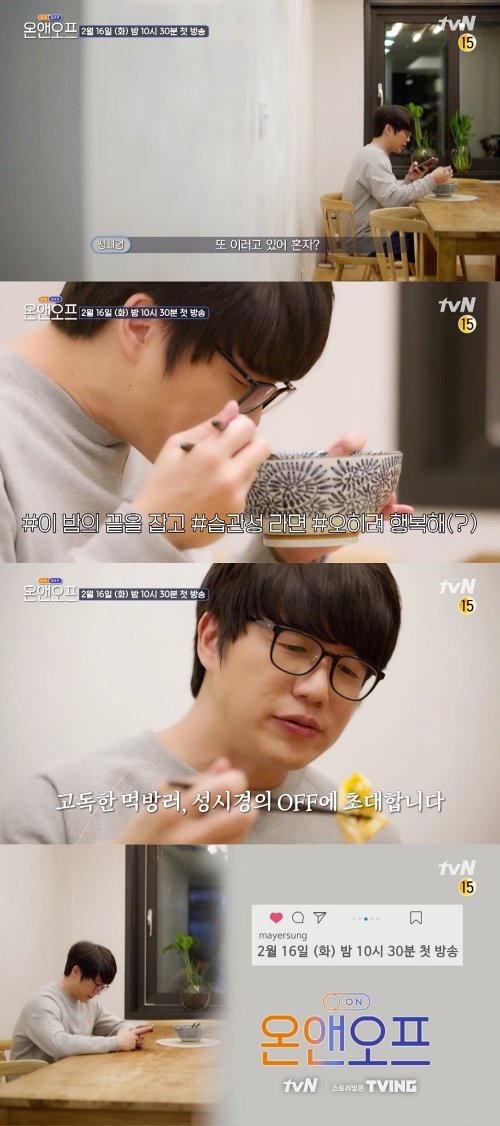 ON OFF
온앤오프
2월 16일 (화) 밤 10시 30분 첫 방송
tvN
15
성시경
또 이러고 있어 혼자?
ON OFF
온앤오프
2월 16일 (화) 밤 10시 30분 첫 방송
tvN
15
#이 밤의 끝을 잡고 #습관성 라면 #오히려 행복해(?)
ON OFF
온앤오프
2월 16일 (화) 밤 10시 30분 첫 방송
tvN
15
고독한 먹방러, 성시경의 OFF에 초대합니다
tvN
15
mayersung
2월 16일 (화) 밤 10시 30분 첫 방송
ON
온앤오프
tvN 스트리밍은 TVING